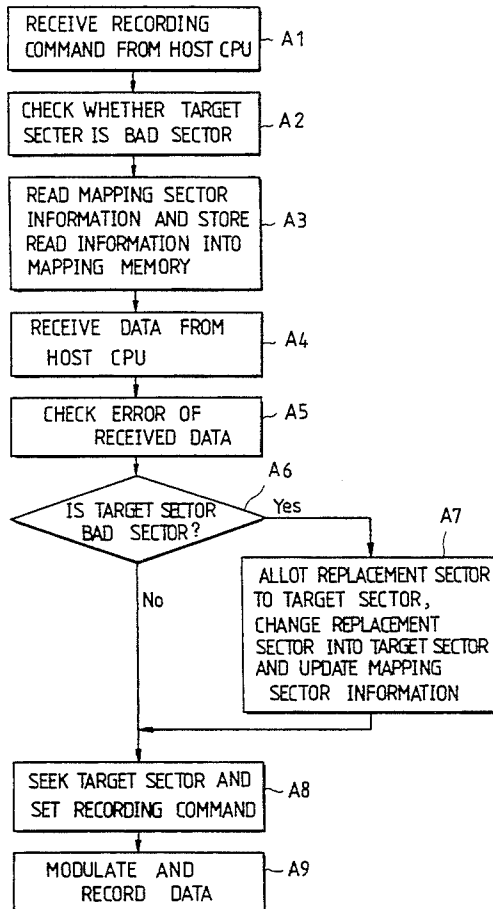 RECEIVE RECORDING
COMMAND FROM HOST CPU
A1
CHECK WHETHER TARGET
SECTER IS BAD SECTOR
A2
READ MAPPING SECTOR
INFORMATION AND STORE
READ INFORMATION INTO
MAPPING MEMORY
A3
RECEIVE DATA FROM
HOST CPU
A4
CHECK ERROR OF
RECEIVED DATA
A5
A6
IS TARGET SECTOR
BAD SECTOR?
Yes
No
A7
ALLOT REPLACEMENT SECTOR
TO TARGET SECTOR,
CHANGE REPLACEMENT
SECTOR INTO TARGET SECTOR
AND UPDATE MAPPING
SECTOR INFORMATION
SEEK TARGET SECTOR AND
SET RECORDING COMMAND
A8
MODULATE AND
RECORD DATA
A9